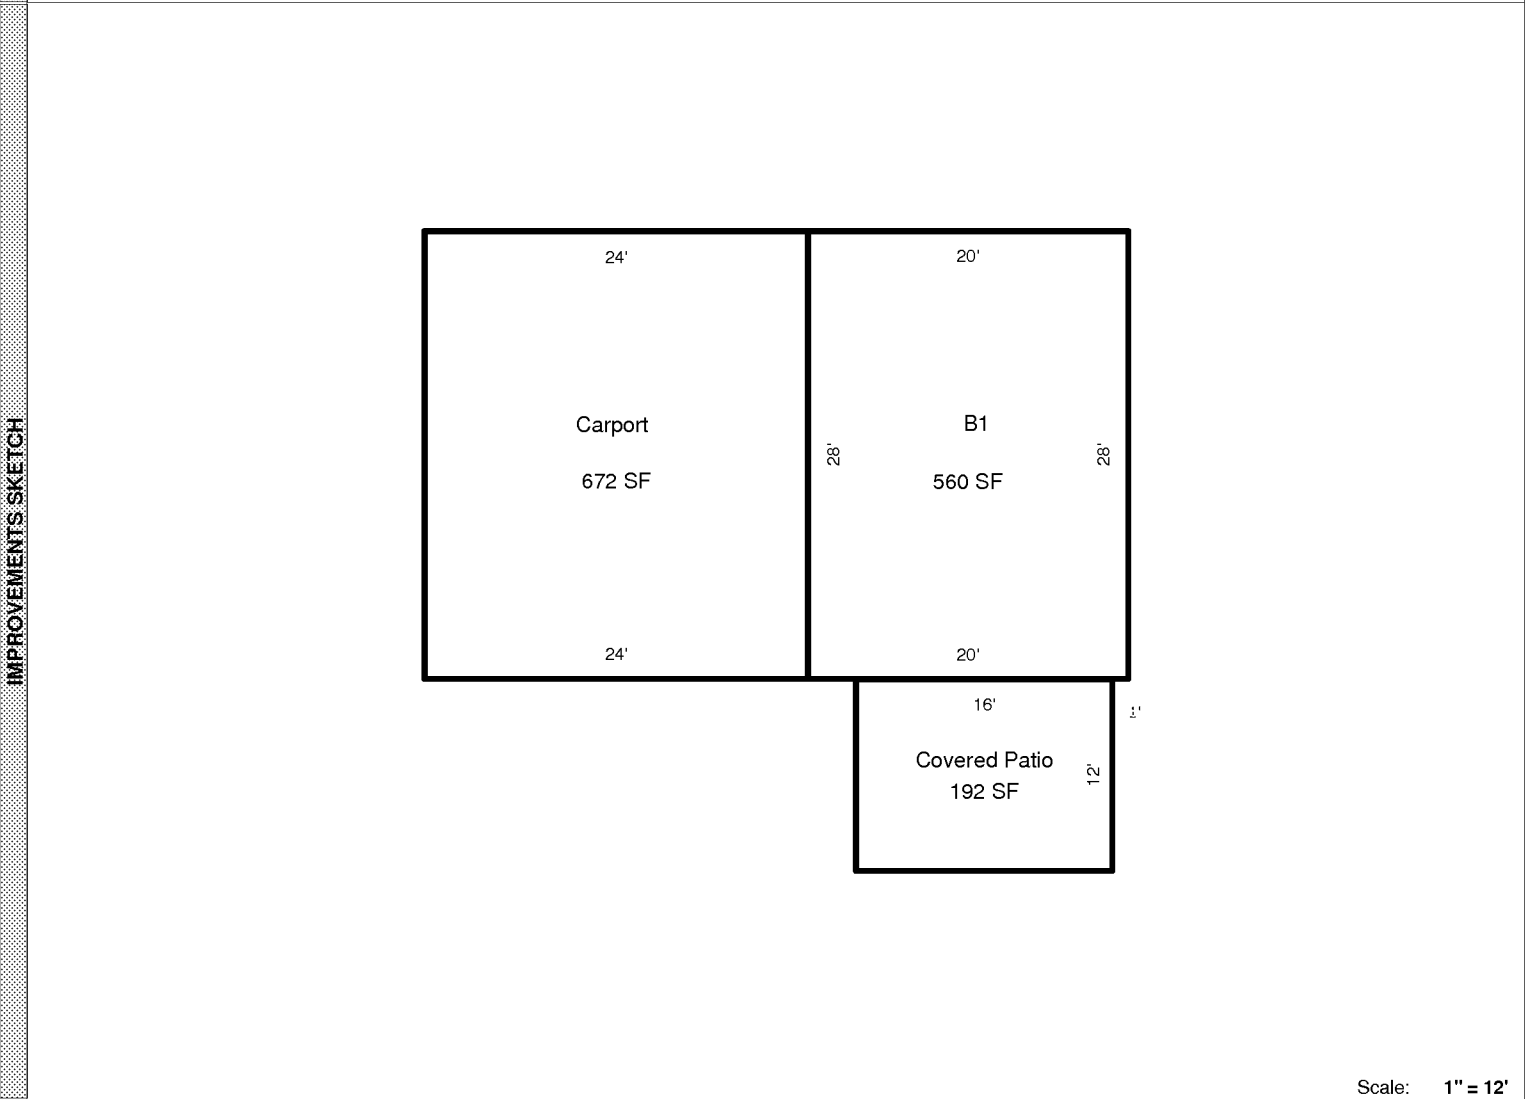 IMPROVEMENTS SKETCH
24'
20'
Carport
B1
28'
28'
672 SF
560 SF
24'
20'
16'
Covered Patio
12'
192 SF
Scale: 1" = 12'